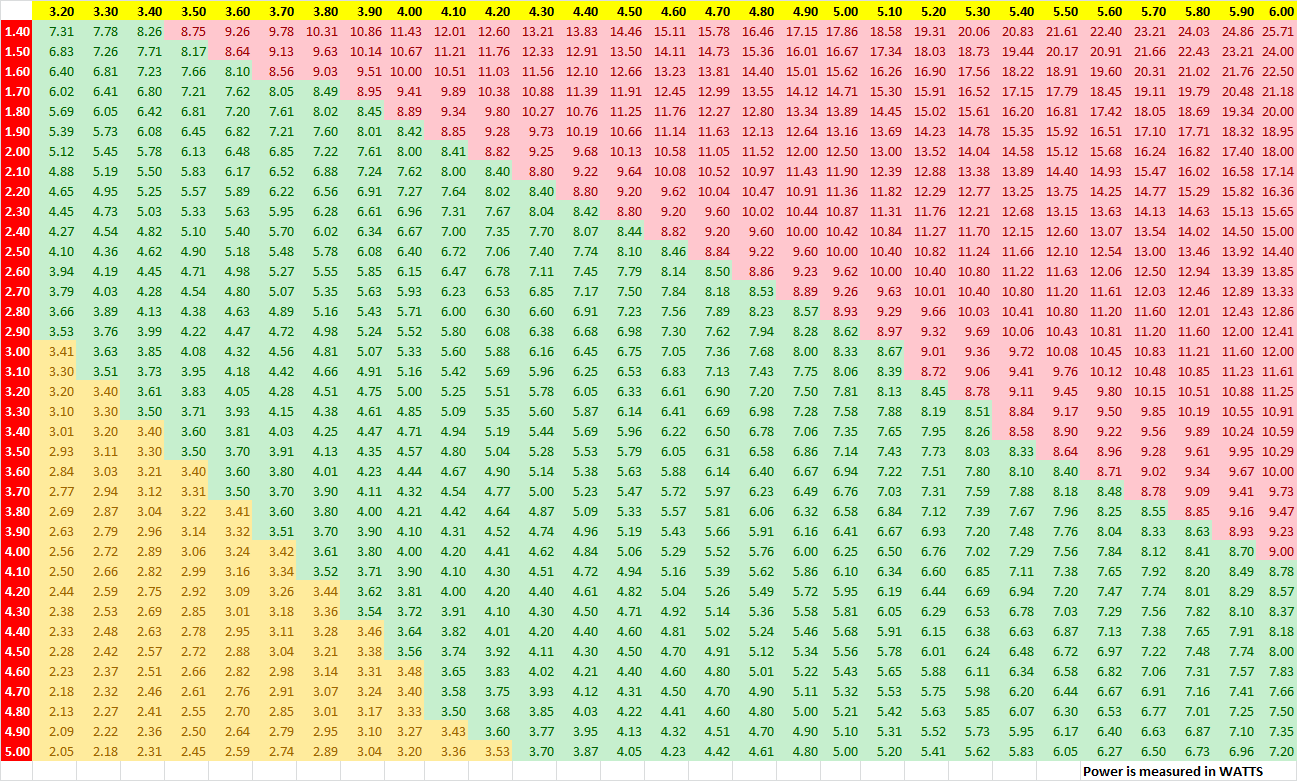 3.20 3.30 3.40 3.50 3.60 3.70 3.80 3.90 4.00 4.10 4.20 4.30 4.40 4.50 4.60 4.70 4.80 4.90 5.00 5.10 5.20 5.30 5.40 5.50 5.60 5.70 5.80 5.90 6.00
1.40 7.31 7.78 8.26 8.75 9.26 9.78 10.31 10.86 11.43 12.01 12.60 13.21 13.83 14.46 15.11 15.78 16.46 17.15 17.86 18.58 19.31 20.06 20.83 21.61 22.40 23.21 24.03 24.86 25.71
1.50 6.83 7.26 7.71 8.17 8.64 9.13 9.63 10.14 10.67 11.21 11.76 12.33 12.91 13.50 14.11 14.73 15.36 16.01 16.67 17.34 18.03 18.73 19.44 20.17 20.91 21.66 22.43 23.21 24.00
1.60 6.40 6.81 7.23 7.66 8.10 8.56 9.03 9.51 10.00 10.51 11.03 11.56 12.10 12.66 13.23 13.81 14.40 15.01 15.62 16.26 16.90 17.56 18.22 18.91 19.60 20.31 21.02 21.76 22.50
1.70 6.02 6.41 6.80 7.21 7.62 8.05 8.49 8.95 9.41 9.89 10.38 10.88 11.39 11.91 12.45 12.99 13.55 14.12 14.71 15.30 15.91 16.52 17.15 17.79 18.45 19.11 19.79 20.48 21.18
1.80 5.69 6.05 6.42 6.81 7.20 7.61 8.02 8.45 8.89 9.34 9.80 10.27 10.76 11.25 11.76 12.27 12.80 13.34 13.89 14.45 15.02 15.61 16.20 16.81 17.42 18.05 18.69 19.34 20.00
1.90 5.39 5.73 6.08 6.45 6.82 7.21 7.60 8.01 8.42 8.85 9.28 9.73 10.19 10.66 11.14 11.63 12.13 12.64 13.16 13.69 14.23 14.78 15.35 15.92 16.51 17.10 17.71 18.32 18.95
2.00 5.12 5.45 5.78 6.13 6.48 6.85 7.22 7.61 8.00 8.41 8.82 9.25 9.68 10.13 10.58 11.05 11.52 12.00 12.50 13.00 13.52 14.04 14.58 15.12 15.68 16.24 16.82 17.40 18.00
2.10 4.88 5.19 5.50 5.83 6.17 6.52 6.88 7.24 7.62 8.00 8.40 8.80 9.22 9.64 10.08 10.52 10.97 11.43 11.90 12.39 12.88 13.38 13.89 14.40 14.93 15.47 16.02 16.58 17.14
2.20 4.65 4.95 5.25 5.57 5.89 6.22 6.56 6.91 7.27 7.64 8.02 8.40 8.80 9.20 9.62 10.04 10.47 10.91 11.36 11.82 12.29 12.77 13.25 13.75 14.25 14.77 15.29 15.82 16.36
2.30 4.45 4.73 5.03 5.33 5.63 5.95 6.28 6.61 6.96 7.31 7.67 8.04 8.42 8.80 9.20 9.60 10.02 10.44 10.87 11.31 11.76 12.21 12.68 13.15 13.63 14.13 14.63 15.13 15.65
2.40 4.27 4.54 4.82 5.10 5.40 5.70 6.02 6.34 6.67 7.00 7.35 7.70 8.07 8.44 8.82 9.20 9.60 10.00 10.42 10.84 11.27 11.70 12.15 12.60 13.07 13.54 14.02 14.50 15.00
2.50 4.10 4.36 4.62 4.90 5.18 5.48 5.78 6.08 6.40 6.72 7.06 7.40 7.74 8.10 8.46 8.84 9.22 9.60 10.00 10.40 10.82 11.24 11.66 12.10 12.54 13.00 13.46 13.92 14.40
2.60 3.94 4.19 4.45 4.71 4.98 5.27 5.55 5.85 6.15 6.47 6.78 7.11 7.45 7.79 8.14 8.50 8.86 9.23 9.62 10.00 10.40 10.80 11.22 11.63 12.06 12.50 12.94 13.39 13.85
2.70 3.79 4.03 4.28 4.54 4.80 5.07 5.35 5.63 5.93 6.23 6.53 6.85 7.17 7.50 7.84 8.18 8.53 8.89 9.26 9.63 10.01 10.40 10.80 11.20 11.61 12.03 12.46 12.89 13.33
2.80 3.66 3.89 4.13 4.38 4.63 4.89 5.16 5.43 5.71 6.00 6.30 6.60 6.91 7.23 7.56 7.89 8.23 8.57 8.93 9.29 9.66 10.03 10.41 10.80 11.20 11.60 12.01 12.43 12.86
2.90 3.53 3.76 3.99 4.22 4.47 4.72 4.98 5.24 5.52 5.80 6.08 6.38 6.68 6.98 7.30 7.62 7.94 8.28 8.62 8.97 9.32 9.69 10.06 10.43 10.81 11.20 11.60 12.00 12.41
3.00 3.41 3.63 3.85 4.08 4.32 4.56 4.81 5.07 5.33 5.60 5.88 6.16 6.45 6.75 7.05 7.36 7.68 8.00 8.33 8.67 9.01 9.36 9.72 10.08 10.45 10.83 11.21 11.60 12.00
3.10 3.30 3.51 3.73 3.95 4.18 4.42 4.66 4.91 5.16 5.42 5.69 5.96 6.25 6.53 6.83 7.13 7.43 7.75 8.06 8.39 8.72 9.06 9.41 9.76 10.12 10.48 10.85 11.23 11.61
3.20 3.20 3.40 3.61 3.83 4.05 4.28 4.51 4.75 5.00 5.25 5.51 5.78 6.05 6.33 6.61 6.90 7.20 7.50 7.81 8.13 8.45 8.78 9.11 9.45 9.80 10.15 10.51 10.88 11.25
3.30 3.10 3.30 3.50 3.71 3.93 4.15 4.38 4.61 4.85 5.09 5.35 5.60 5.87 6.14 6.41 6.69 6.98 7.28 7.58 7.88 8.19 8.51 8.84 9.17 9.50 9.85 10.19 10.55 10.91
3.40 3.01 3.20 3.40 3.60 3.81 4.03 4.25 4.47 4.71 4.94 5.19 5.44 5.69 5.96 6.22 6.50 6.78 7.06 7.35 7.65 7.95 8.26 8.58 8.90 9.22 9.56 9.89 10.24 10.59
3.50 2.93 3.11 3.30 3.50 3.70 3.91 4.13 4.35 4.57 4.80 5.04 5.28 5.53 5.79 6.05 6.31 6.58 6.86 7.14 7.43 7.73 8.03 8.33 8.64 8.96 9.28 9.61 9.95 10.29
3.60 2.84 3.03 3.21 3.40 3.60 3.80 4.01 4.23 4.44 4.67 4.90 5.14 5.38 5.63 5.88 6.14 6.40 6.67 6.94 7.22 7.51 7.80 8.10 8.40 8.71 9.02 9.34 9.67 10.00
3.70 2.77 2.94 3.12 3.31 3.50 3.70 3.90 4.11 4.32 4.54 4.77 5.00 5.23 5.47 5.72 5.97 6.23 6.49 6.76 7.03 7.31 7.59 7.88 8.18 8.48 8.78 9.09 9.41 9.73
3.80 2.69 2.87 3.04 3.22 3.41 3.60 3.80 4.00 4.21 4.42 4.64 4.87 5.09 5.33 5.57 5.81 6.06 6.32 6.58 6.84 7.12 7.39 7.67 7.96 8.25 8.55 8.85 9.16 9.47
3.90 2.63 2.79 2.96 3.14 3.32 3.51 3.70 3.90 4.10 4.31 4.52 4.74 4.96 5.19 5.43 5.66 5.91 6.16 6.41 6.67 6.93 7.20 7.48 7.76 8.04 8.33 8.63 8.93 9.23
4.00 2.56 2.72 2.89 3.06 3.24 3.42 3.61 3.80 4.00 4.20 4.41 4.62 4.84 5.06 5.29 5.52 5.76 6.00 6.25 6.50 6.76 7.02 7.29 7.56 7.84 8.12 8.41 8.70 9.00
4.10 2.50 2.66 2.82 2.99 3.16 3.34 3.52 3.71 3.90 4.10 4.30 4.51 4.72 4.94 5.16 5.39 5.62 5.86 6.10 6.34 6.60 6.85 7.11 7.38 7.65 7.92 8.20 8.49 8.78
4.20 2.44 2.59 2.75 2.92 3.09 3.26 3.44 3.62 3.81 4.00 4.20 4.40 4.61 4.82 5.04 5.26 5.49 5.72 5.95 6.19 6.44 6.69 6.94 7.20 7.47 7.74 8.01 8.29 8.57
4.30 2.38 2.53 2.69 2.85 3.01 3.18 3.36 3.54 3.72 3.91 4.10 4.30 4.50 4.71 4.92 5.14 5.36 5.58 5.81 6.05 6.29 6.53 6.78 7.03 7.29 7.56 7.82 8.10 8.37
4.40 2.33 2.48 2.63 2.78 2.95 3.11 3.28 3.46 3.64 3.82 4.01 4.20 4.40 4.60 4.81 5.02 5.24 5.46 5.68 5.91 6.15 6.38 6.63 6.87 7.13 7.38 7.65 7.91 8.18
4.50 2.28 2.42 2.57 2.72 2.88 3.04 3.21 3.38 3.56 3.74 3.92 4.11 4.30 4.50 4.70 4.91 5.12 5.34 5.56 5.78 6.01 6.24 6.48 6.72 6.97 7.22 7.48 7.74 8.00
4.60 2.23 2.37 2.51 2.66 2.82 2.98 3.14 3.31 3.48 3.65 3.83 4.02 4.21 4.40 4.60 4.80 5.01 5.22 5.43 5.65 5.88 6.11 6.34 6.58 6.82 7.06 7.31 7.57 7.83
4.70 2.18 2.32 2.46 2.61 2.76 2.91 3.07 3.24 3.40 3.58 3.75 3.93 4.12 4.31 4.50 4.70 4.90 5.11 5.32 5.53 5.75 5.98 6.20 6.44 6.67 6.91 7.16 7.41 7.66
4.80 2.13 2.27 2.41 2.55 2.70 2.85 3.01 3.17 3.33 3.50 3.68 3.85 4.03 4.22 4.41 4.60 4.80 5.00 5.21 5.42 5.63 5.85 6.07 6.30 6.53 6.77 7.01 7.25 7.50
4.90 2.09 2.22 2.36 2.50 2.64 2.79 2.95 3.10 3.27 3.43 3.60 3.77 3.95 4.13 4.32 4.51 4.70 4.90 5.10 5.31 5.52 5.73 5.95 6.17 6.40 6.63 6.87 7.10 7.35
5.00 2.05 2.18 2.31 2.45 2.59 2.74 2.89 3.04 3.20 3.36 3.53 3.70 3.87 4.05 4.23 4.42 4.61 4.80 5.00 5.20 5.41 5.62 5.83 6.05 6.27 6.50 6.73 6.96 7.20
Power is measured in WATTS